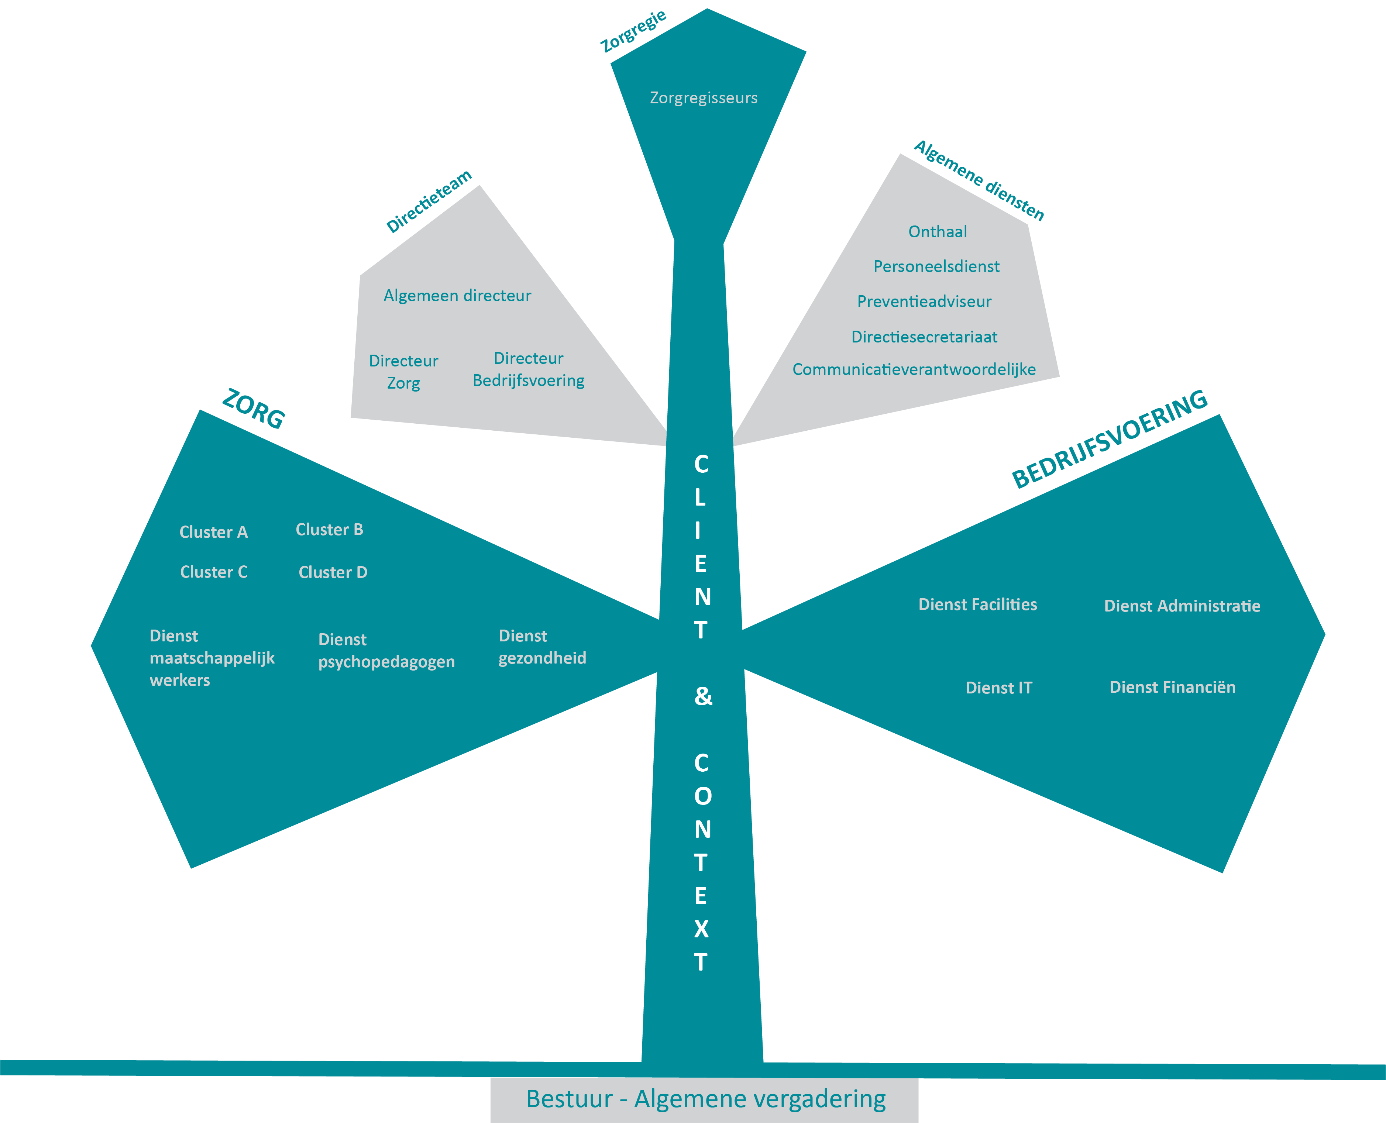 Zorgregie
Zorgregisseurs
Directieteam
Algemeen directeur
Directeur
Zorg
Directeur
Bedrijfsvoering
Algemene diensten
Onthaal
Personeelsdienst
Preventieadviseur
Directiesecretariaat
Communicatieverantwoordelijke
ZORG
Cluster A
Cluster B
Cluster C
Cluster D
Dienst
maatschappelijk
werkers
Dienst
psychopedagogen
Dienst
gezondheid
CLIENT & CONTEXT
BEDRIJFSVOERING
Dienst Facilities
Dienst Administratie
Dienst IT
Dienst Financiën
Bestuur - Algemene vergadering